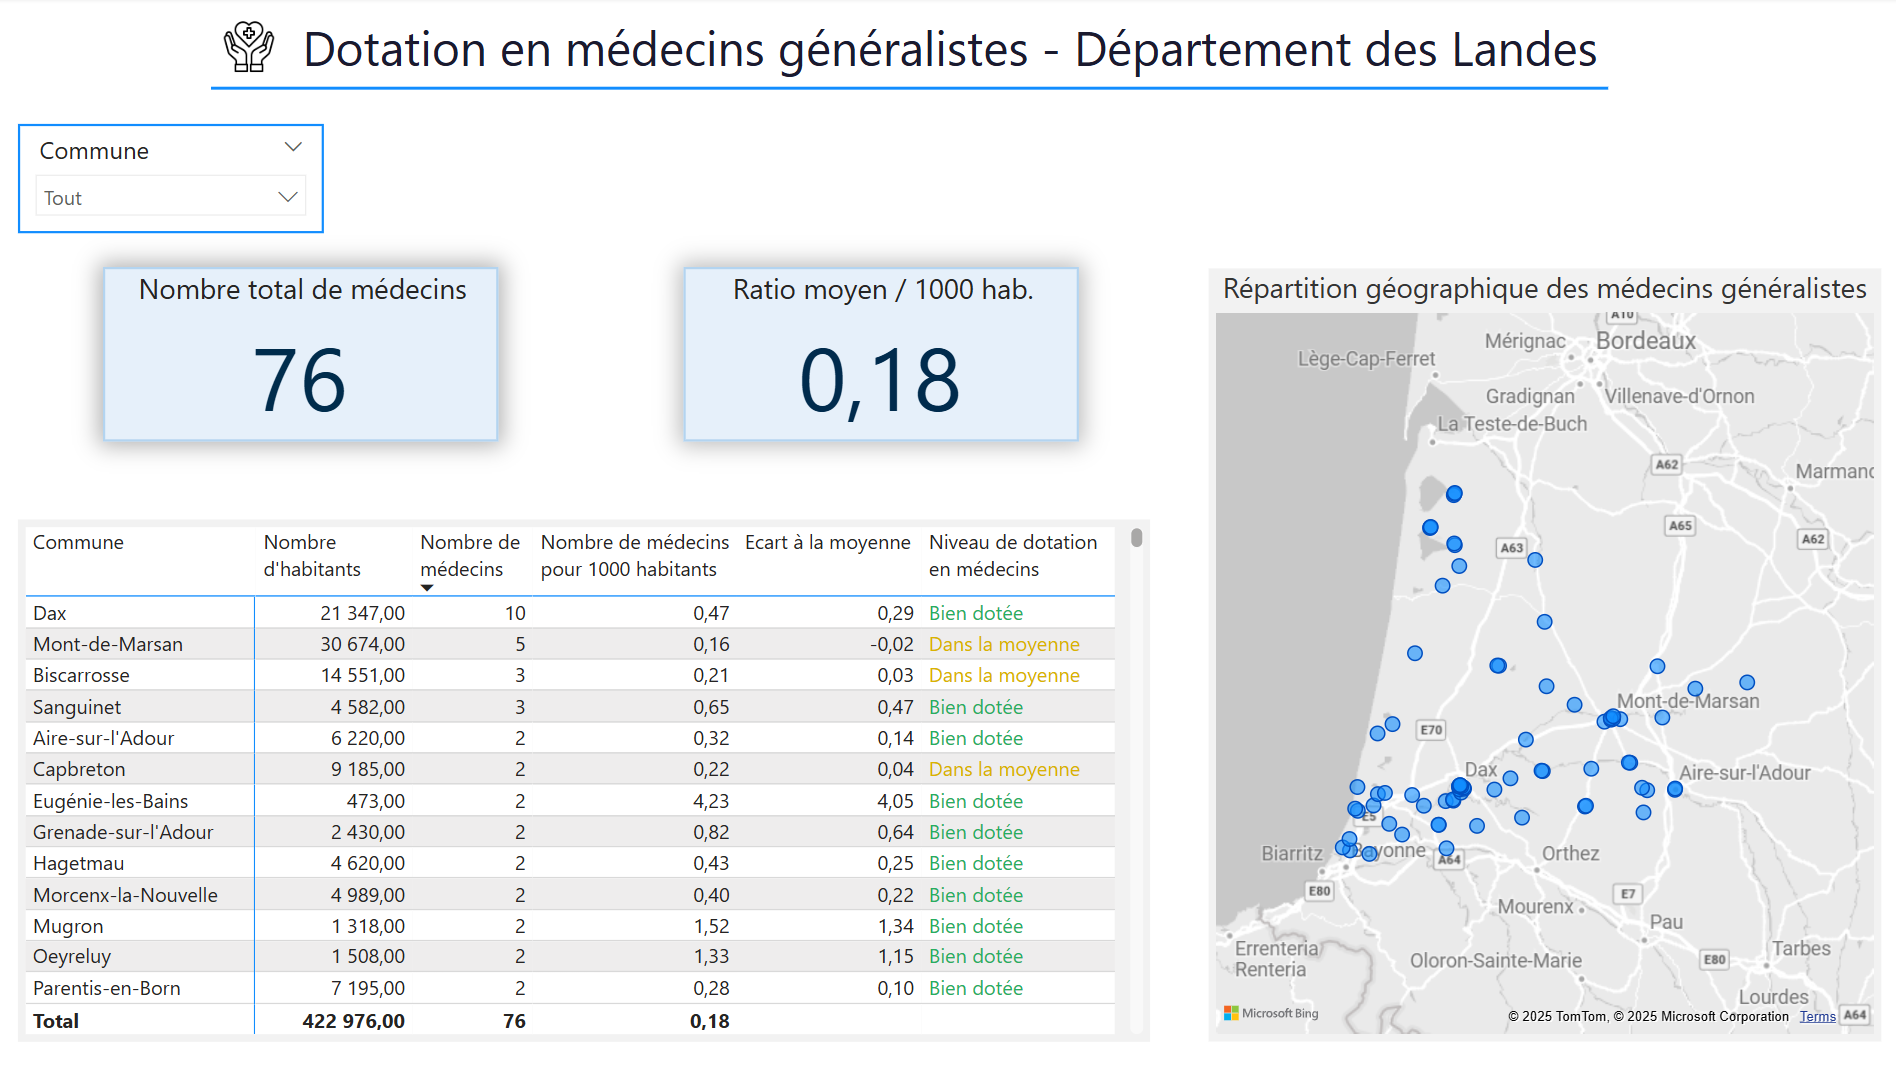 Dotation en médecins généralistes - Département des Landes
Commune
Tout
Nombre total de médecins
76
Ratio moyen / 1000 hab.
0,18
Commune Nombre d'habitants Nombre de médecins Nombre de médecins pour 1000 habitants Ecart à la moyenne Niveau de dotation en médecins
Dax 21 347,00 10 0,47 0,29 Bien dotée
Mont-de-Marsan 30 674,00 5 0,16 -0,02 Dans la moyenne
Biscarrosse 14 551,00 3 0,21 0,03 Dans la moyenne
Sanguinet 4 582,00 3 0,65 0,47 Bien dotée
Aire-sur-l'Adour 6 220,00 2 0,32 0,14 Bien dotée
Capbreton 9 185,00 2 0,22 0,04 Dans la moyenne
Eugénie-les-Bains 473,00 2 4,23 4,05 Bien dotée
Grenade-sur-l'Adour 2 430,00 2 0,82 0,64 Bien dotée
Hagetmau 4 620,00 2 0,43 0,25 Bien dotée
Morcenx-la-Nouvelle 4 989,00 2 0,40 0,22 Bien dotée
Mugron 1 318,00 2 1,52 1,34 Bien dotée
Oeyreluy 1 508,00 2 1,33 1,15 Bien dotée
Parentis-en-Born 7 195,00 2 0,28 0,10 Bien dotée
Total 422 976,00 76 0,18
Répartition géographique des médecins généralistes
A10
Mérignac
Bordeaux
Lège-Cap-Ferret
Gradignan
Villenave-d'Ornon
La Teste-de-Buch
A62
Marmand
A65
A62
A63
Mont-de-Marsan
E70
Dax
Aire-sur-l'Adour
E5
Biarritz
Bayonne
A64
Orthez
E80
E7
Mourenx
Pau
Errenteria
Renteria
Oloron-Sainte-Marie
E80
Tarbes
Lourdes
Microsoft Bing
© 2025 TomTom, © 2025 Microsoft Corporation Terms
A64